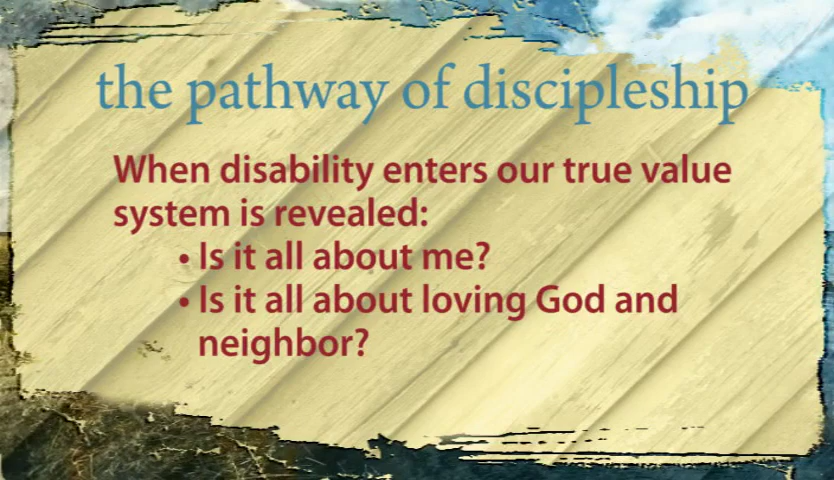 the pathway of discipleship
When disability enters our true value
system is revealed:
• Is it all about me?
• Is it all about loving God and
neighbor?